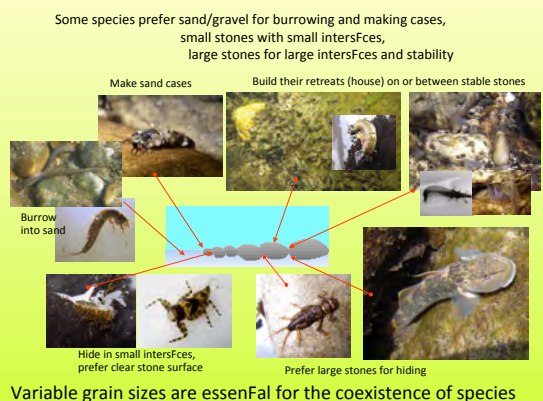 Some species prefer sand/gravel for burrowing and making cases,
small stones with small intersFces,
large stones for large intersFces and stability
Make sand cases
Build their retreats (house) on or between stable stones
Burrow
into sand
Hide in small intersFces,
prefer clear stone surface
Prefer large stones for hiding
Variable grain sizes are essenFal for the coexistence of species